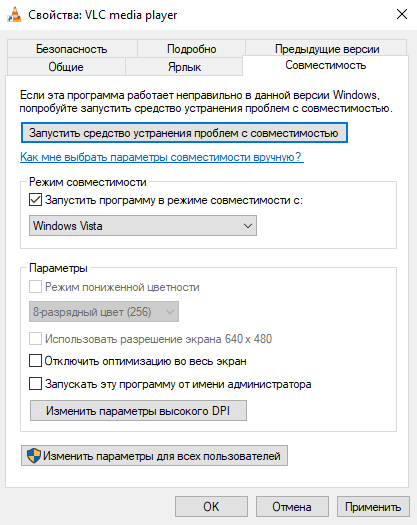 Свойства: VLC media player
Безопасность Подробно Предыдущие версии
Общие Ярлык Совместимость
Если эта программа работает неправильно в данной версии Windows,
попробуйте запустить средство устранения проблем с совместимостью.
Запустить средство устранения проблем с совместимостью
Как мне выбрать параметры совместимости вручную?
Режим совместимости
Запустить программу в режиме совместимости с:
Windows Vista
Параметры
Режим пониженной цветности
8-разрядный цвет (256)
Использовать разрешение экрана 640 x 480
Отключить оптимизацию во весь экран
Запускать эту программу от имени администратора
Изменить параметры высокого DPI
Изменить параметры для всех пользователей
ОК Отмена Применить